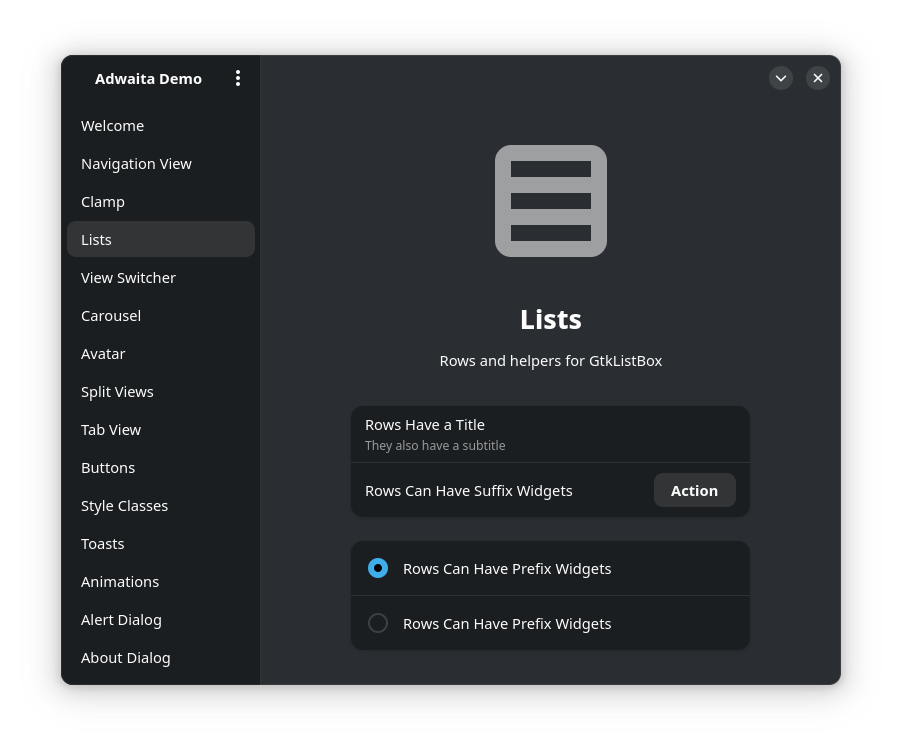 Adwaita Demo
Welcome
Navigation View
Clamp
Lists
View Switcher
Carousel
Avatar
Split Views
Tab View
Buttons
Style Classes
Toasts
Animations
Alert Dialog
About Dialog
Lists
Rows and helpers for GtkListBox
Rows Have a Title
They also have a subtitle
Rows Can Have Suffix Widgets
Action
Rows Can Have Prefix Widgets
Rows Can Have Prefix Widgets